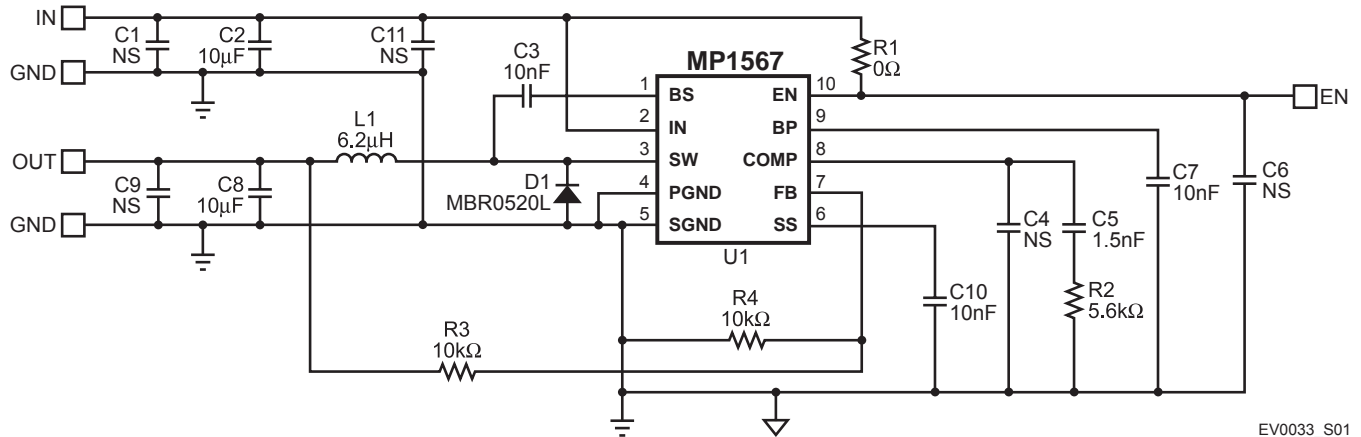 IN
C1
NS
C2
10µF
C11
NS
GND
C3
10nF
MP1567
R1
0Ω
1
BS
EN
10
EN
2
IN
BP
9
L1
6.2µH
OUT
3
SW
COMP
8
C9
NS
C8
10µF
D1
MBR0520L
4
PGND
FB
7
C7
10nF
C6
NS
GND
5
SGND
SS
6
C4
NS
C5
1.5nF
U1
R4
10kΩ
C10
10nF
R2
5.6kΩ
R3
10kΩ
EV0033_S01